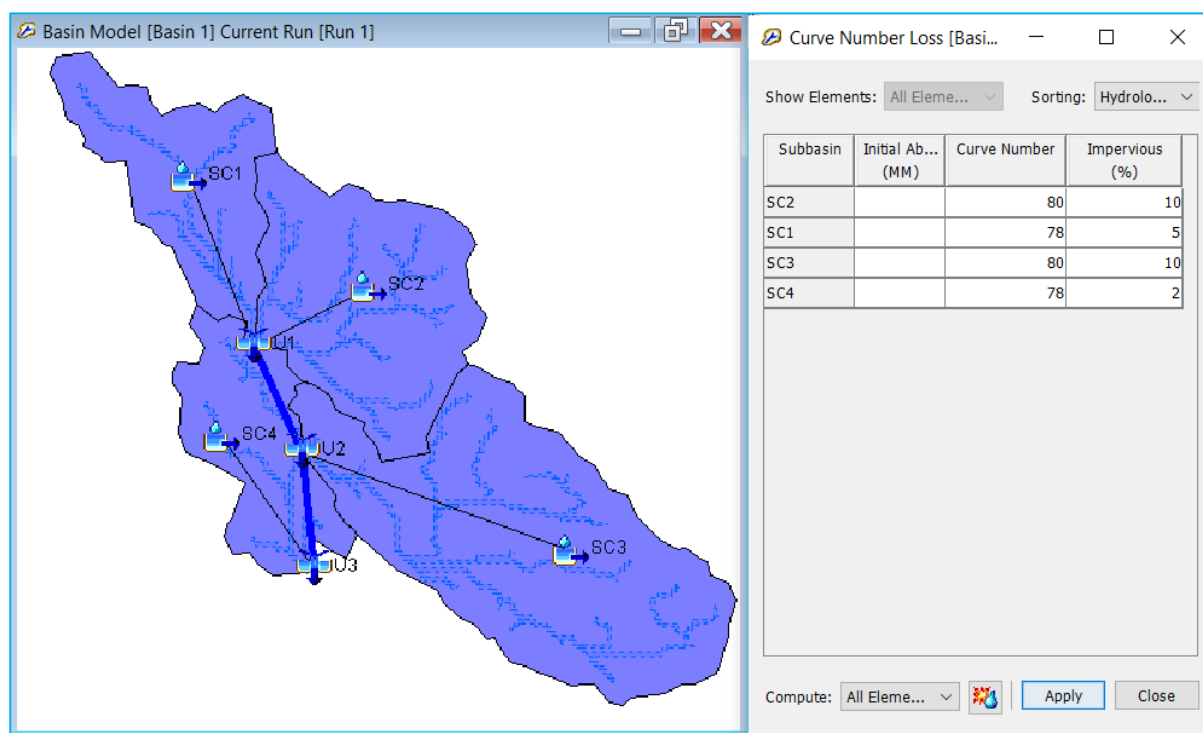 Basin Model [Basin 1] Current Run [Run 1]
SC1
SC2
U1
SC4
U2
SC3
U3
Curve Number Loss [Basi...
Show Elements: All Eleme... Sorting: Hydrolo...
Subbasin Initial Ab... (MM) Curve Number Impervious (%)
SC2 80 10
SC1 78 5
SC3 80 10
SC4 78 2
Compute: All Eleme... Apply Close